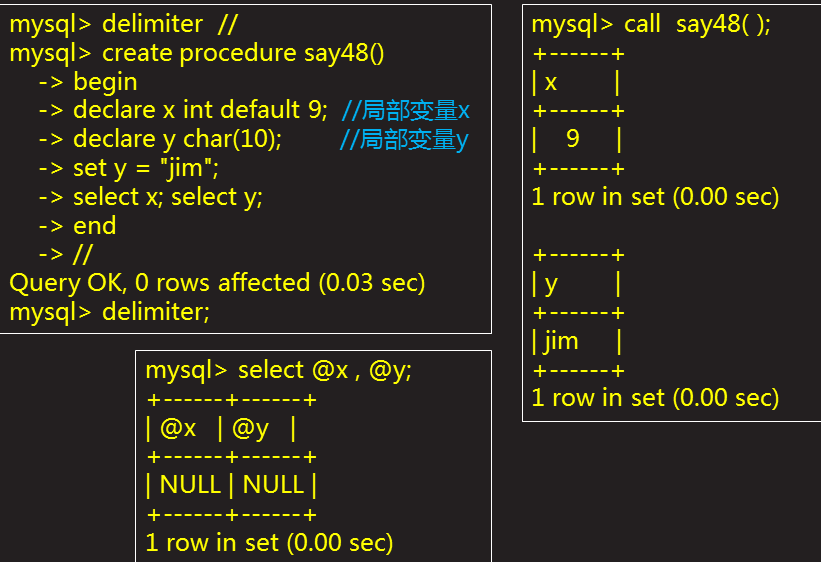 mysql> delimiter  //
mysql> create procedure say48()
    -> begin
    -> declare x int default 9;  //局部变量x
    -> declare y char(10);        //局部变量y
    -> set y = "jim";
    -> select x; select y;
    -> end
    -> //
Query OK, 0 rows affected (0.03 sec)
mysql> delimiter;
mysql> call  say48( );
+------+
| x       |
+------+
|    9     |
+------+
1 row in set (0.00 sec)
+------+
| y       |
+------+
| jim     |
+------+
1 row in set (0.00 sec)
mysql> select @x , @y;
+------+------+
| @x   | @y   |
+------+------+
| NULL | NULL |
+------+------+
1 row in set (0.00 sec)